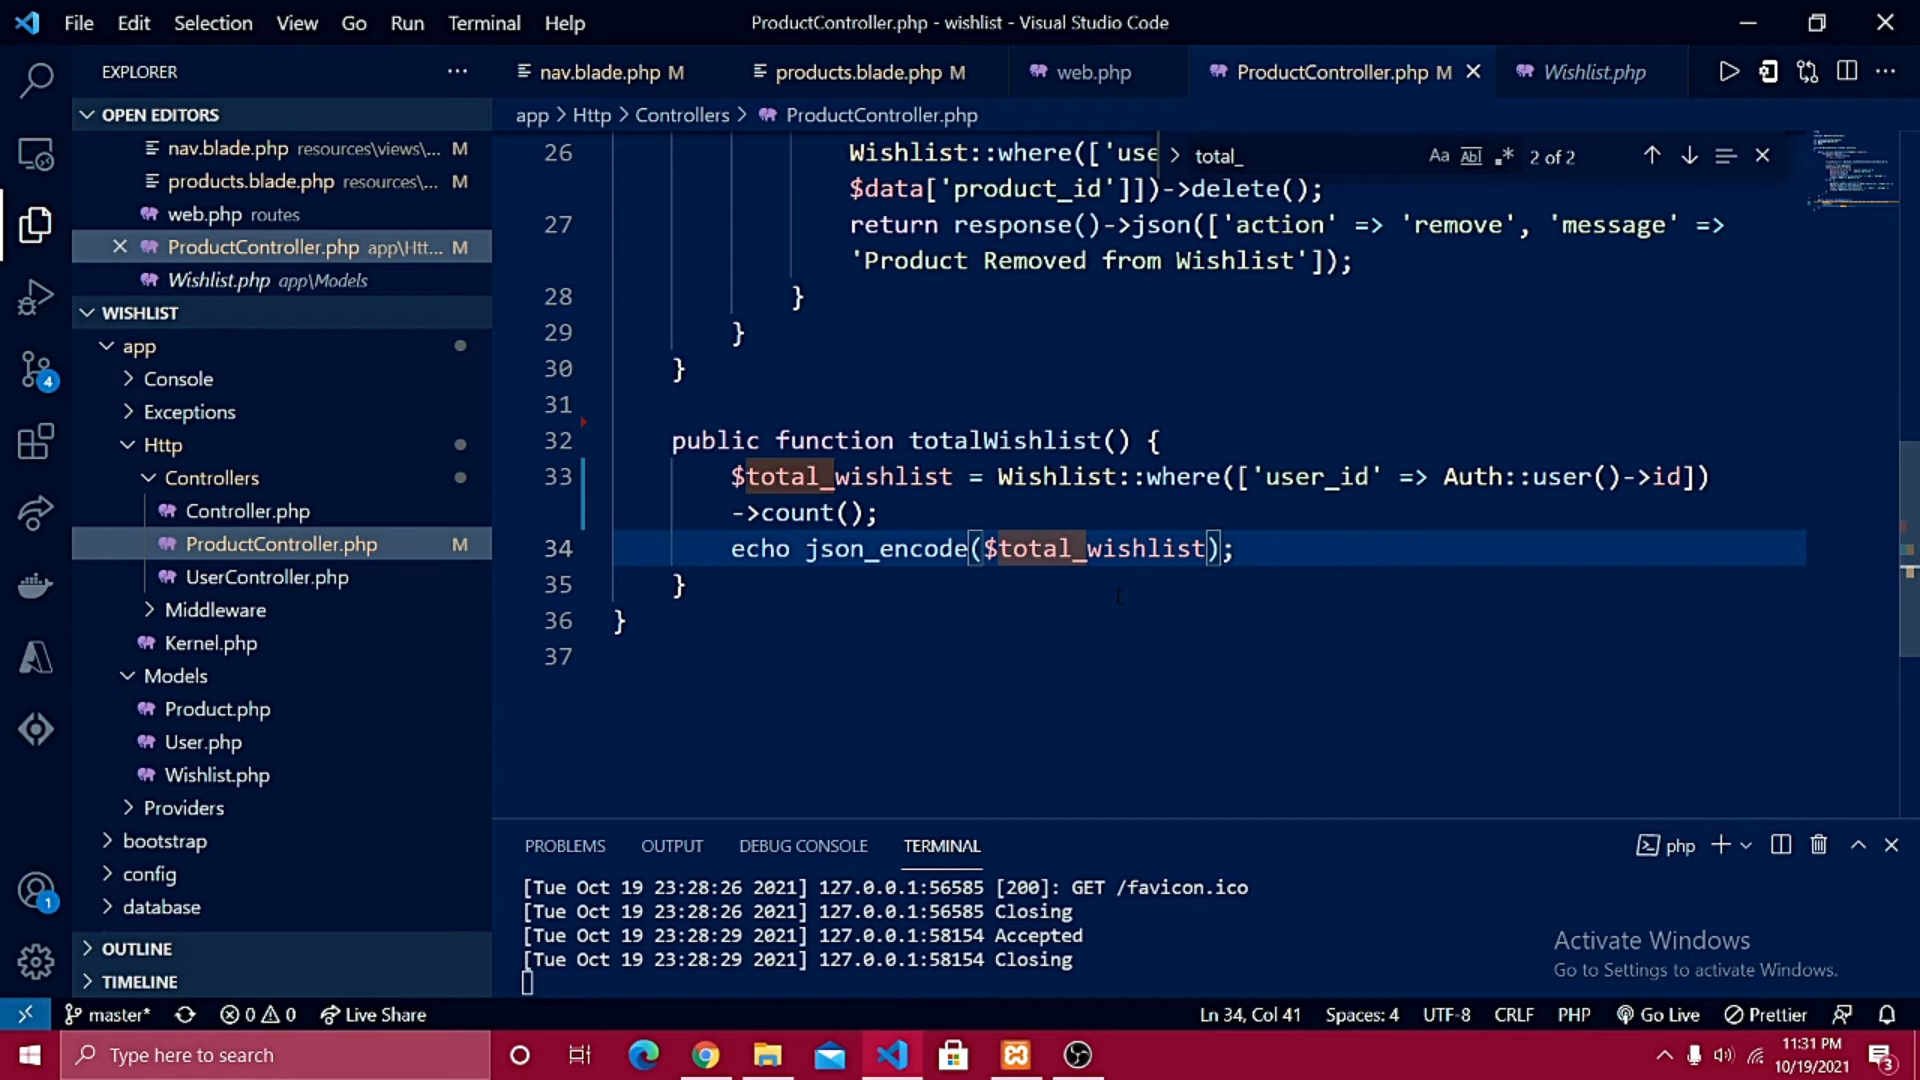 File Edit Selection View Go Run Terminal Help
ProductController.php - wishlist - Visual Studio Code
EXPLORER
nav.blade.php M
products.blade.php M
web.php
ProductController.php M
Wishlist.php
OPEN EDITORS
nav.blade.php resources\views\... M
products.blade.php resources\... M
web.php routes
ProductController.php app\Htt... M
Wishlist.php app\Models
WISHLIST
app
Console
Exceptions
Http
Controllers
Controller.php
ProductController.php M
UserController.php
Middleware
Kernel.php
Models
Product.php
User.php
Wishlist.php
Providers
bootstrap
config
database
OUTLINE
TIMELINE
app > Http > Controllers > ProductController.php
total_ Aa Abl .* 2 of 2
26 Wishlist::where(['use
$data['product_id']])->delete();
27 return response()->json(['action' => 'remove', 'message' =>
'Product Removed from Wishlist']);
28 }
29 }
30 }
31
32 public function totalWishlist() {
33 $total_wishlist = Wishlist::where(['user_id' => Auth::user()->id])
->count();
34 echo json_encode($total_wishlist);
35 }
36 }
37
PROBLEMS OUTPUT DEBUG CONSOLE TERMINAL
php
[Tue Oct 19 23:28:26 2021] 127.0.0.1:56585 [200]: GET /favicon.ico
[Tue Oct 19 23:28:26 2021] 127.0.0.1:56585 Closing
[Tue Oct 19 23:28:29 2021] 127.0.0.1:58154 Accepted
[Tue Oct 19 23:28:29 2021] 127.0.0.1:58154 Closing
Activate Windows
Go to Settings to activate Windows.
4
1
master* 0 0 Live Share
Ln 34, Col 41 Spaces: 4 UTF-8 CRLF PHP Go Live Prettier
Type here to search
11:31 PM
10/19/2021
3